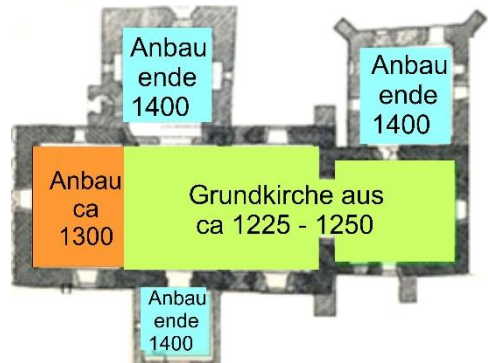 Anbau
ende
1400
Anbau
ende
1400
Anbau
ca
1300
Grundkirche aus
ca 1225 - 1250
Anbau
ende
1400